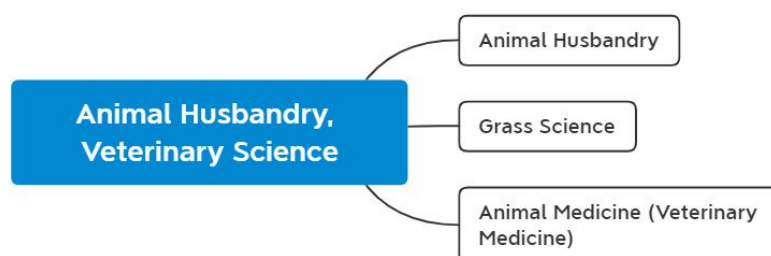 Animal Husbandry
Animal Husbandry,
Veterinary Science
Grass Science
Animal Medicine (Veterinary
Medicine)